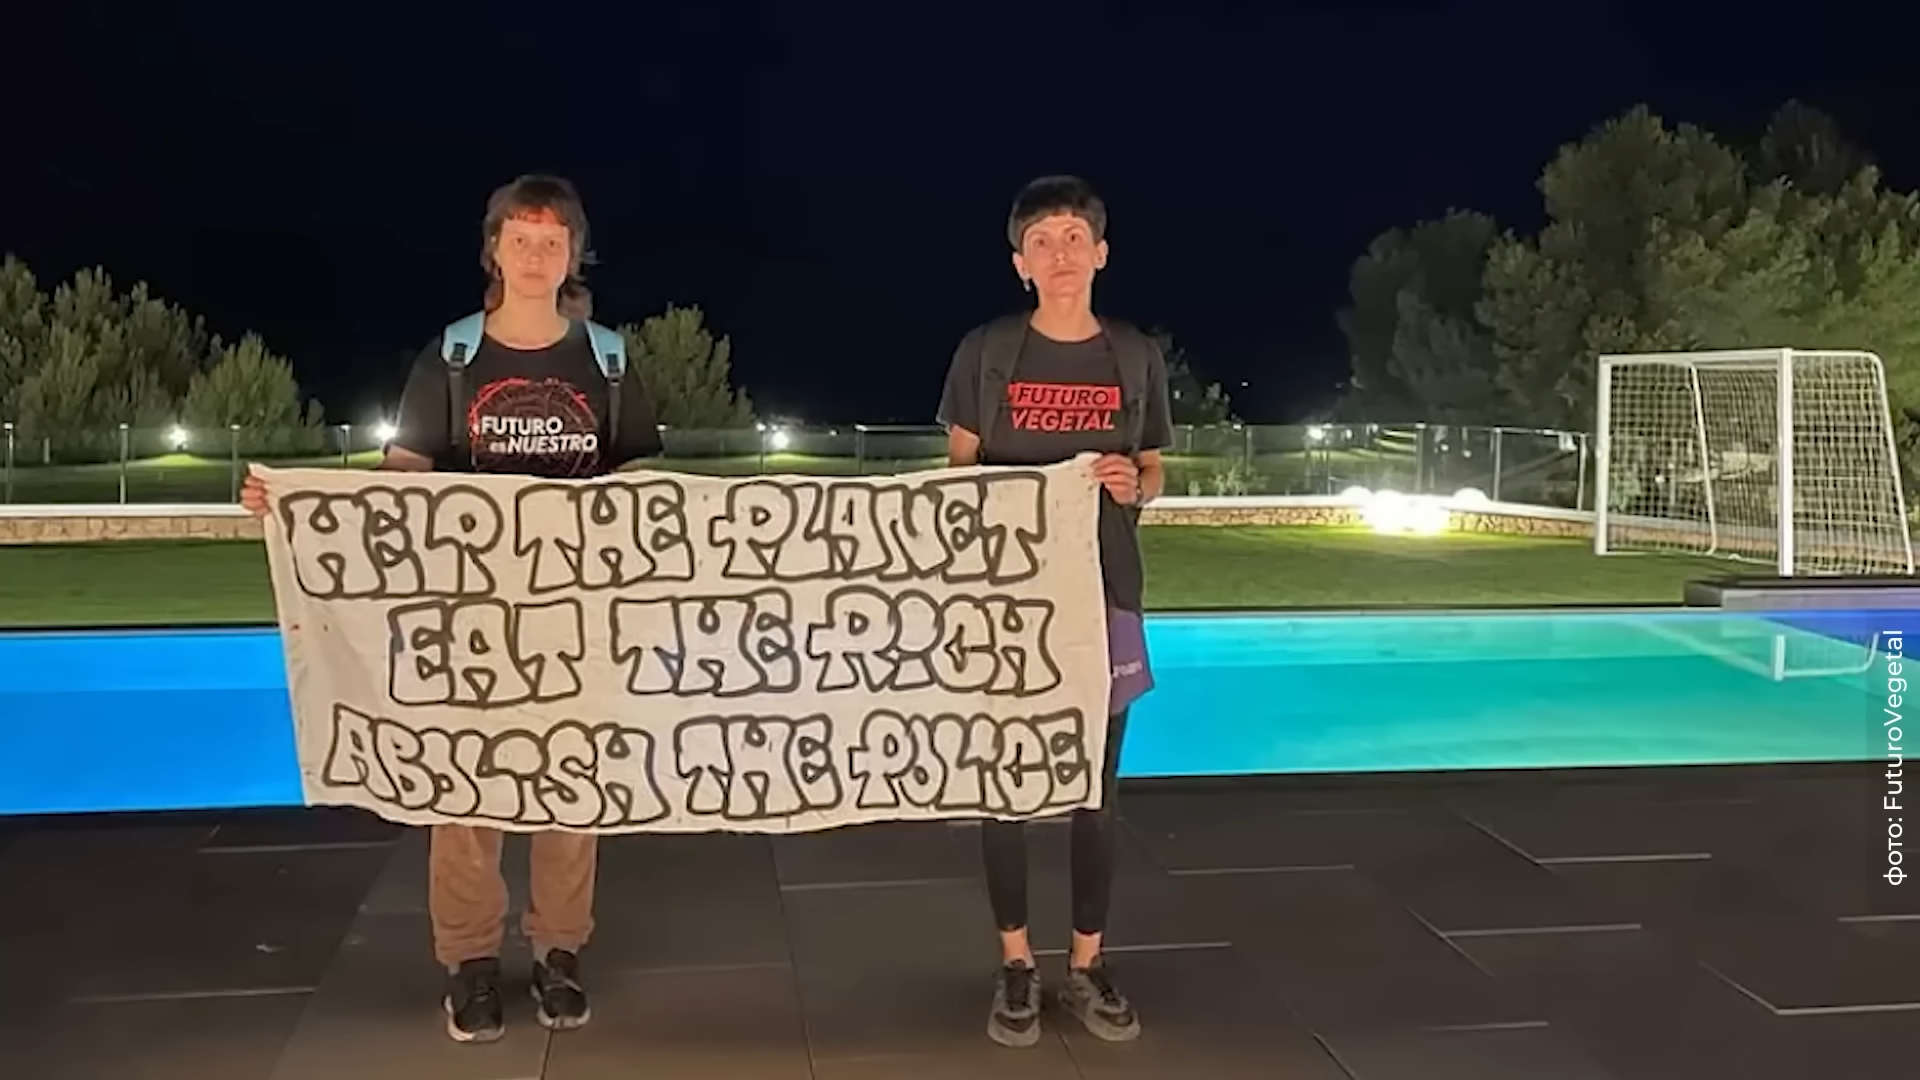 FUTURO
es NUESTRO
FUTURO
VEGETAL
HELP THE PLANET
EAT THE RiCH
ABOLiSH THE POLiCE
фото: FuturoVegetal